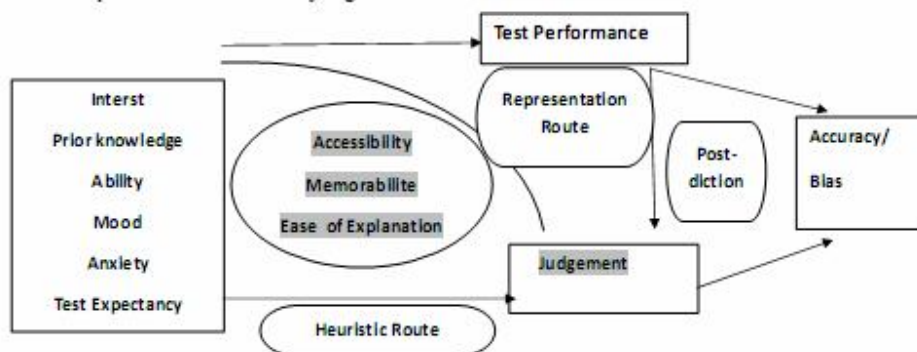 Test Performance
Interst
Prior knowledge
Ability
Mood
Anxiety
Test Expectancy
Accessibility
Memorabilite
Ease of Explanation
Representation
Route
Post-
diction
Accuracy/
Bias
Judgement
Heuristic Route